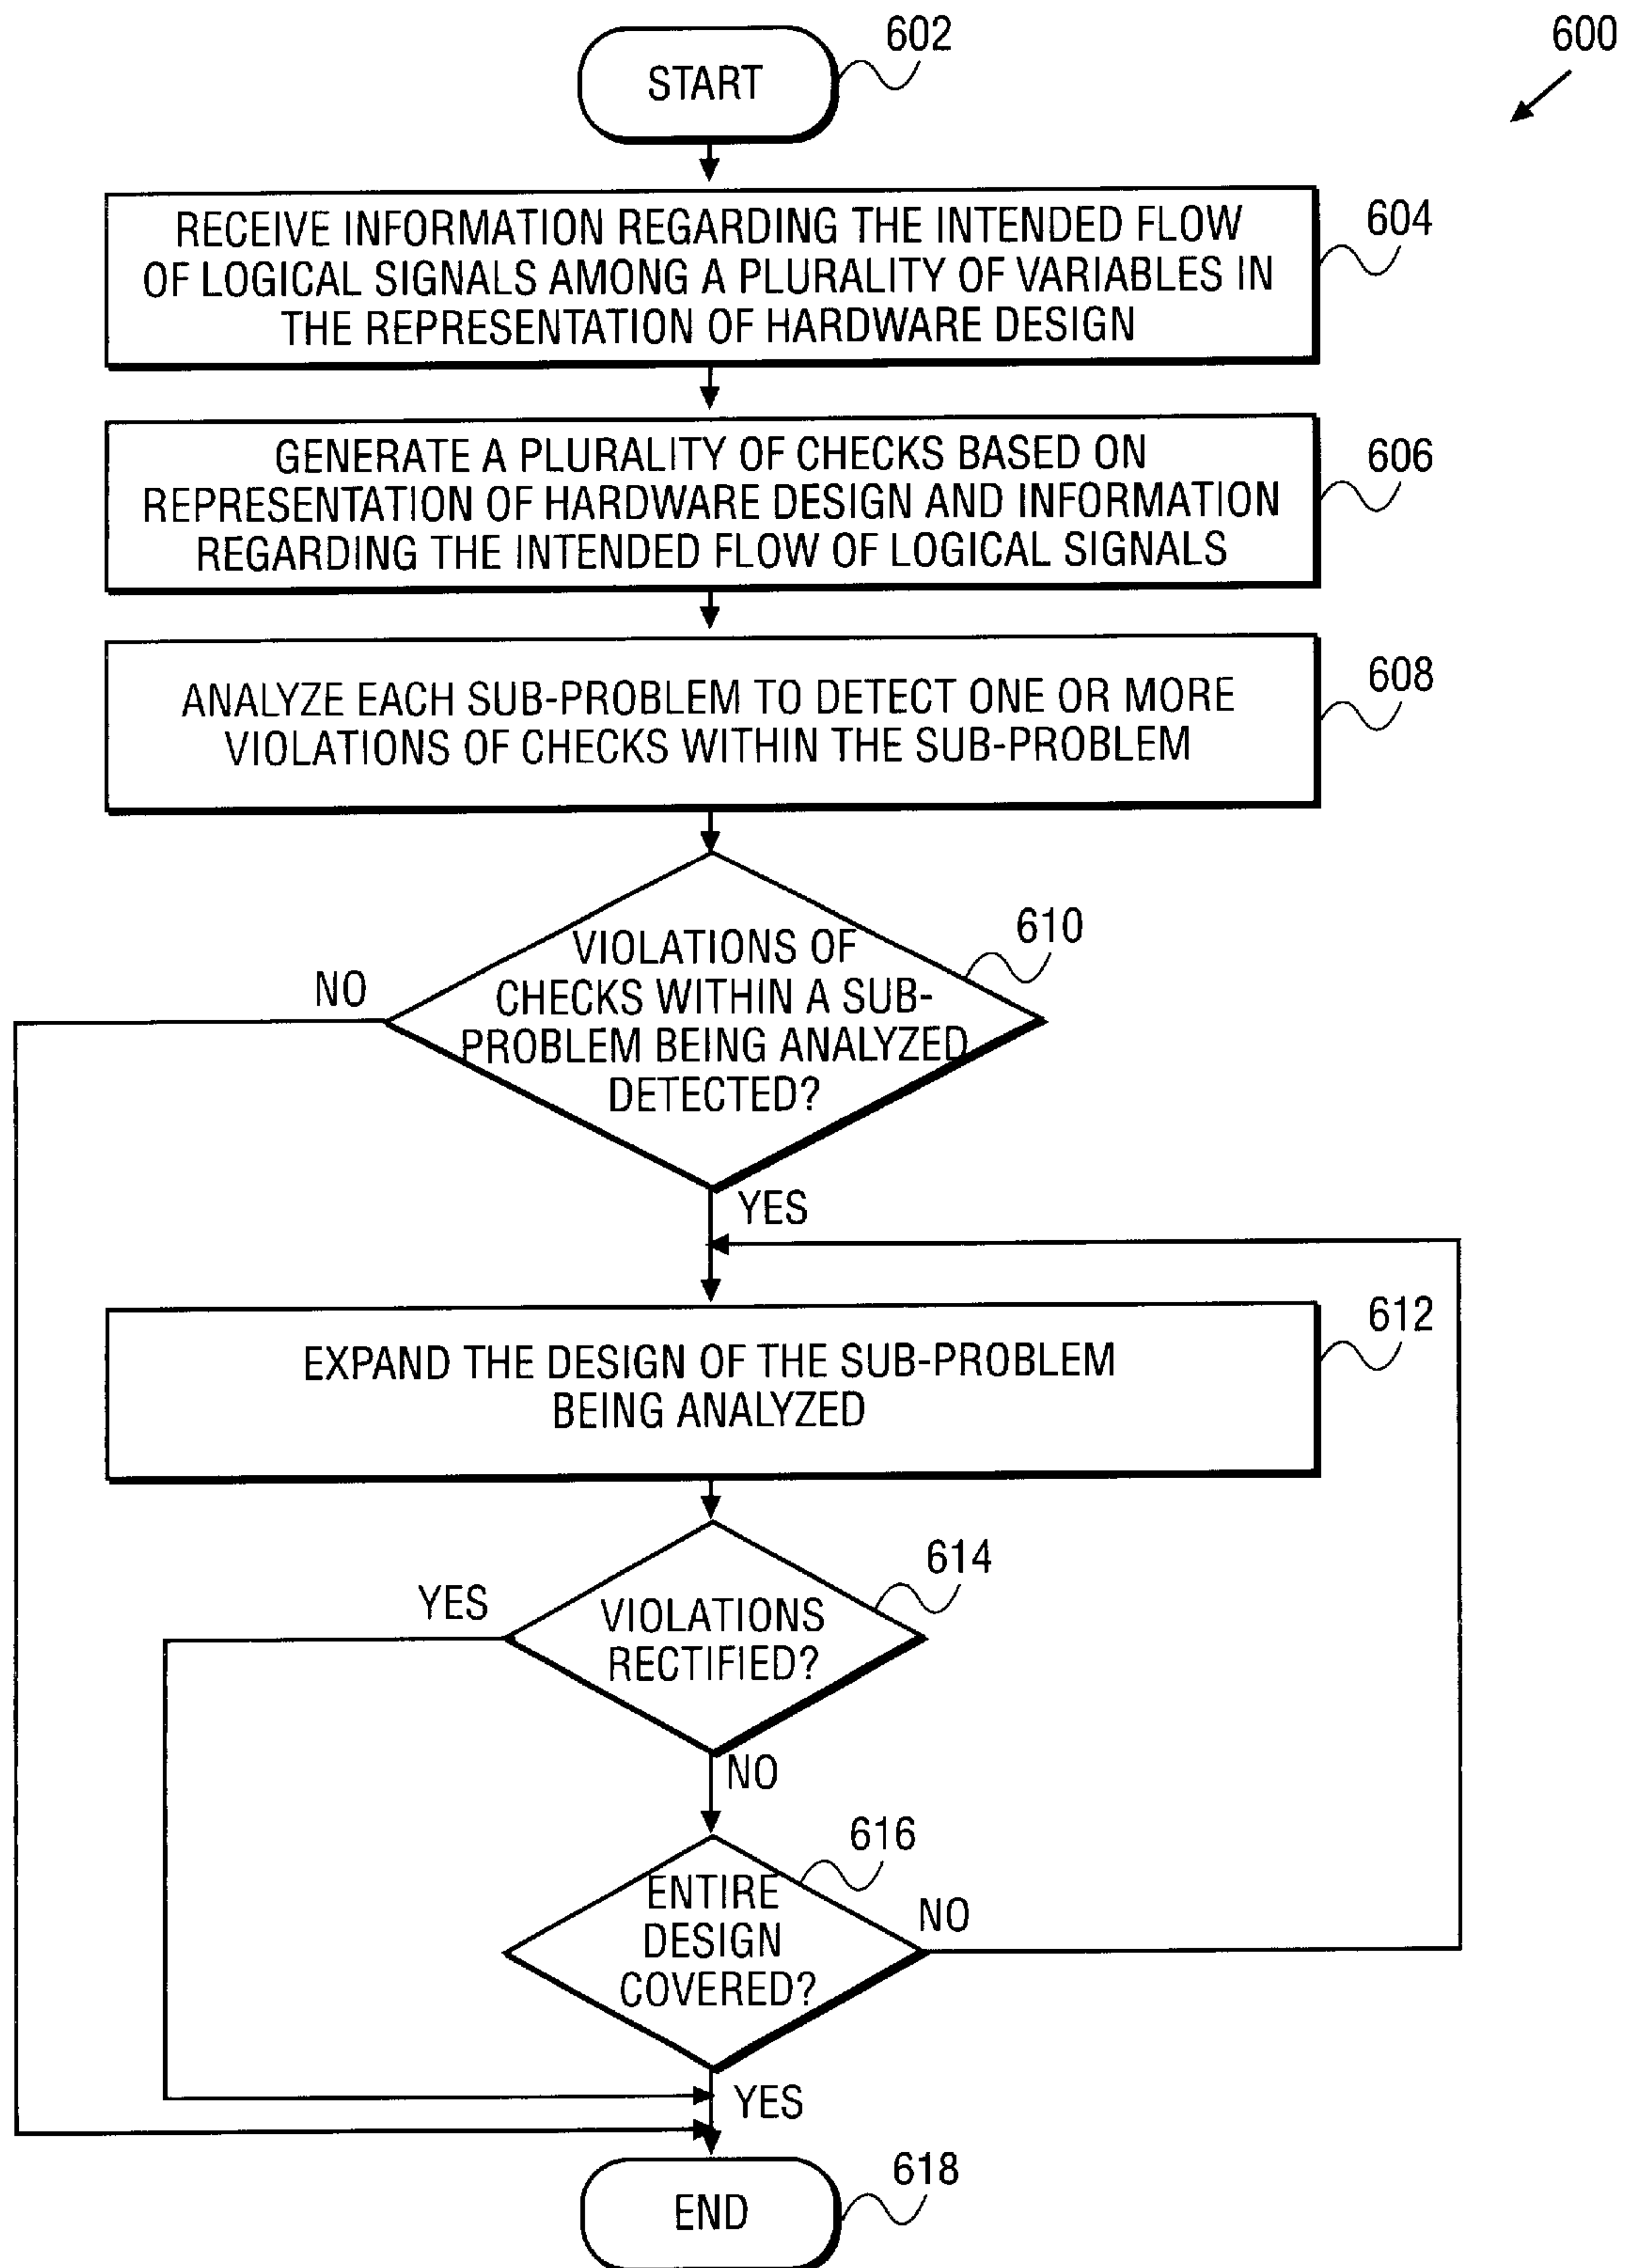 600
START
602
RECEIVE INFORMATION REGARDING THE INTENDED FLOW
OF LOGICAL SIGNALS AMONG A PLURALITY OF VARIABLES IN
THE REPRESENTATION OF HARDWARE DESIGN
604
GENERATE A PLURALITY OF CHECKS BASED ON
REPRESENTATION OF HARDWARE DESIGN AND INFORMATION
REGARDING THE INTENDED FLOW OF LOGICAL SIGNALS
606
ANALYZE EACH SUB-PROBLEM TO DETECT ONE OR MORE
VIOLATIONS OF CHECKS WITHIN THE SUB-PROBLEM
608
VIOLATIONS OF
CHECKS WITHIN A SUB-
PROBLEM BEING ANALYZED
DETECTED?
610
NO
YES
EXPAND THE DESIGN OF THE SUB-PROBLEM
BEING ANALYZED
612
VIOLATIONS
RECTIFIED?
614
YES
NO
ENTIRE
DESIGN
COVERED?
616
NO
YES
END
618